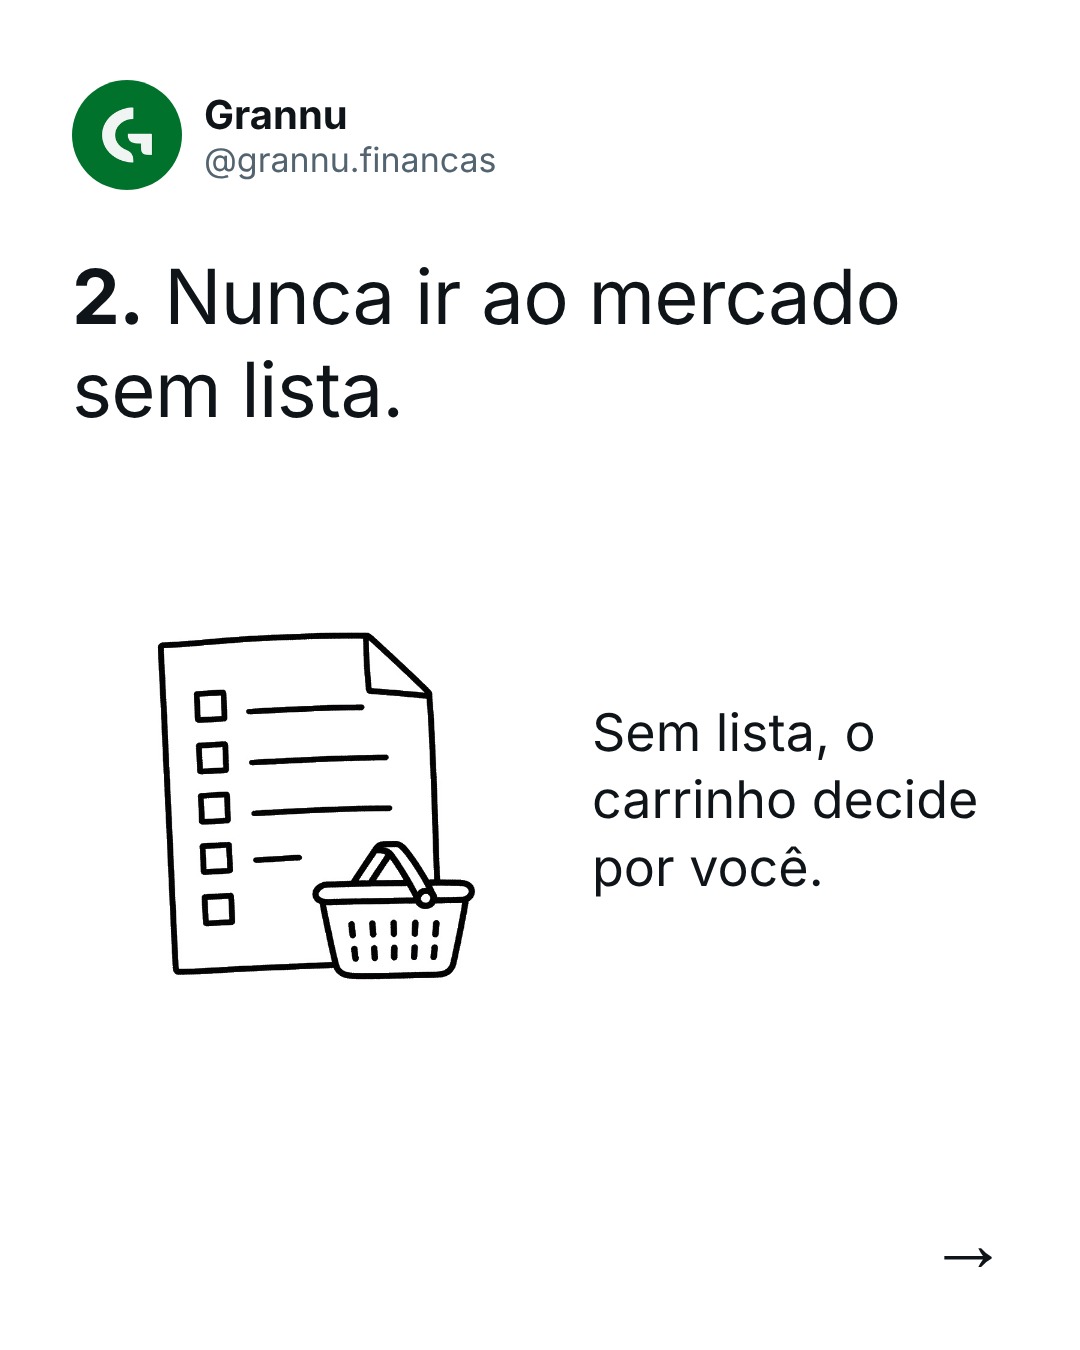 Grannu
@grannu.financas
2. Nunca ir ao mercado
sem lista.
Sem lista, o
carrinho decide
por você.
→